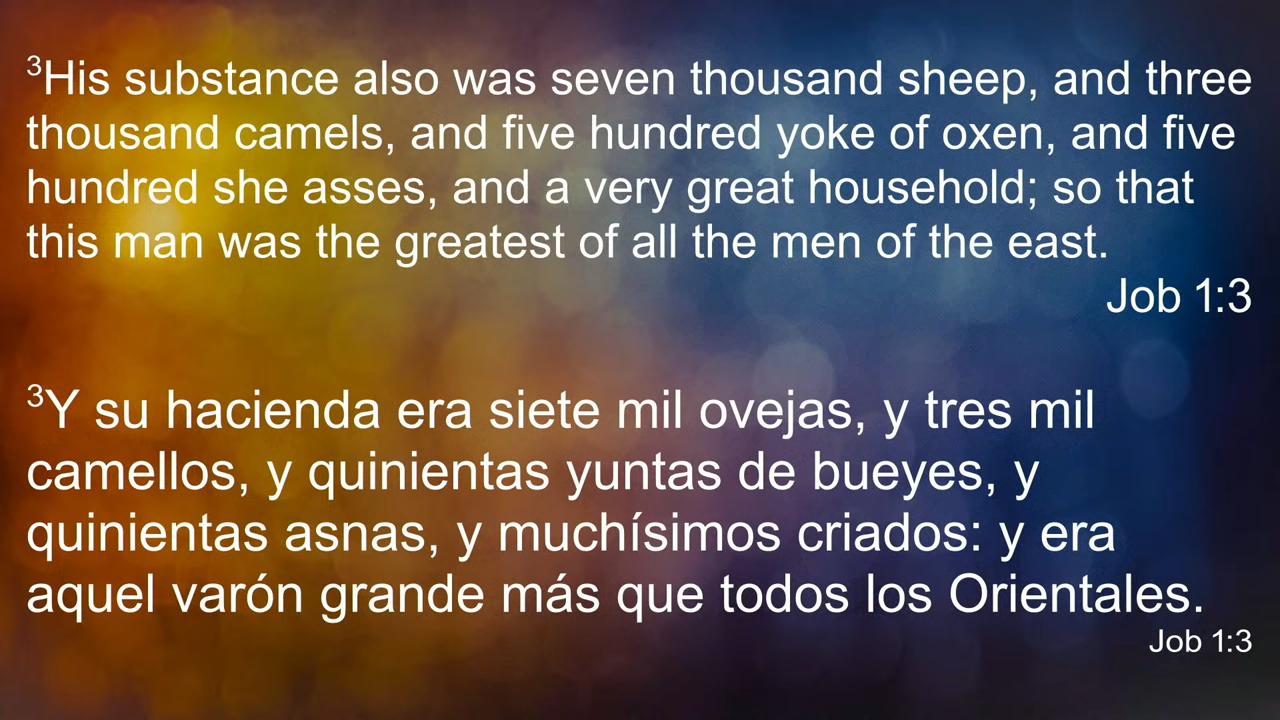 ³His substance also was seven thousand sheep, and three
thousand camels, and five hundred yoke of oxen, and five
hundred she asses, and a very great household; so that
this man was the greatest of all the men of the east.
Job 1:3
³Y su hacienda era siete mil ovejas, y tres mil
camellos, y quinientas yuntas de bueyes, y
quinientas asnas, y muchísimos criados: y era
aquel varón grande más que todos los Orientales.
Job 1:3